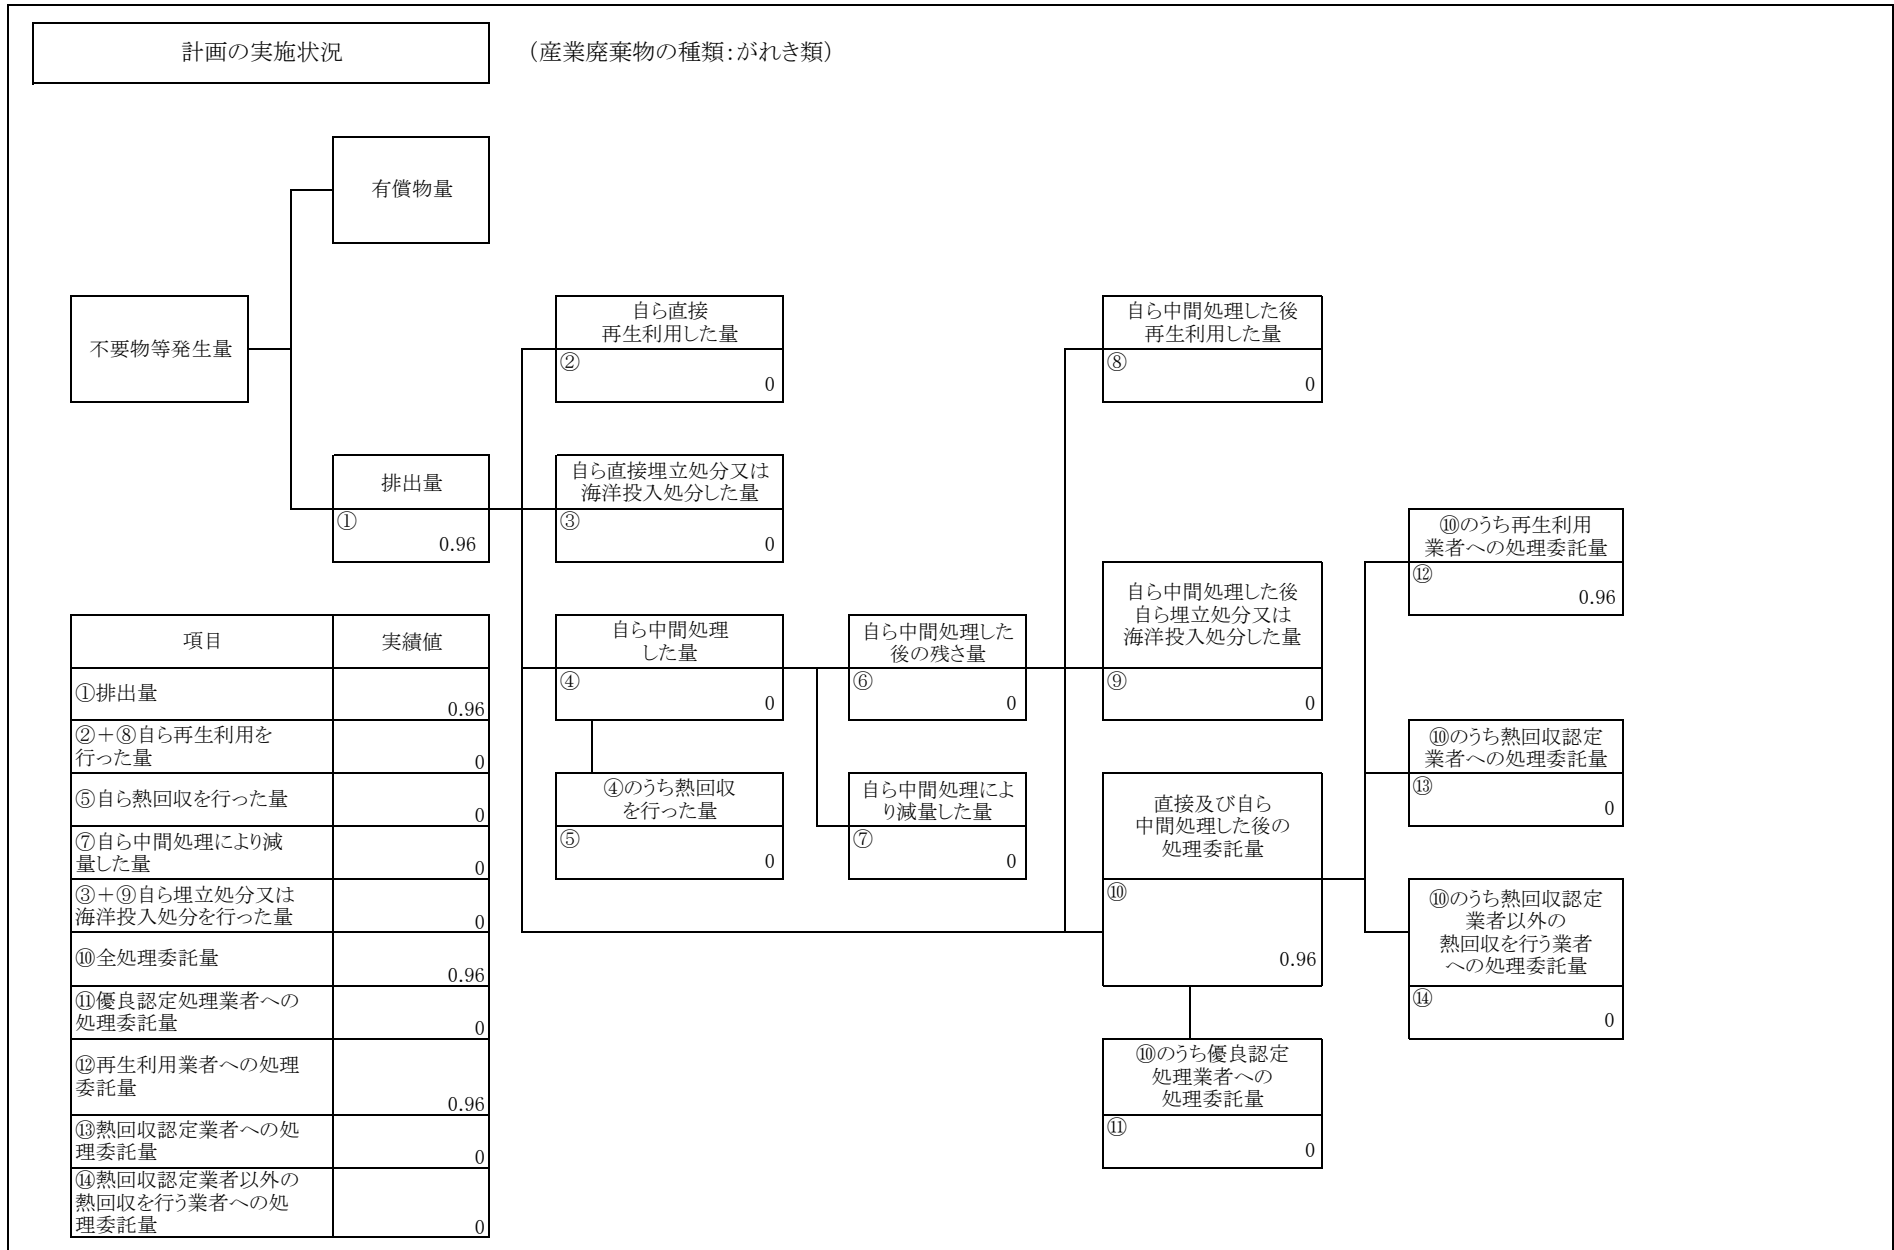 計画の実施状況
（産業廃棄物の種類：がれき類）
有償物量
不要物等発生量
排出量
①
0.96
自ら直接
再生利用した量
②
0
自ら直接埋立処分又は
海洋投入処分した量
③
0
自ら中間処理
した量
④
0
④のうち熱回収
を行った量
⑤
0
自ら中間処理した
後の残さ量
⑥
0
自ら中間処理によ
り減量した量
⑦
0
自ら中間処理した後
再生利用した量
⑧
0
自ら中間処理した後
自ら埋立処分又は
海洋投入処分した量
⑨
0
直接及び自ら
中間処理した後の
処理委託量
⑩
0.96
⑩のうち優良認定
処理業者への
処理委託量
⑪
0
⑩のうち再生利用
業者への処理委託量
⑫
0.96
⑩のうち熱回収認定
業者への処理委託量
⑬
0
⑩のうち熱回収認定
業者以外の
熱回収を行う業者
への処理委託量
⑭
0
項目 実績値
①排出量
0.96
②＋⑧自ら再生利用を
行った量
0
⑤自ら熱回収を行った量
0
⑦自ら中間処理により減
量した量
0
③＋⑨自ら埋立処分又は
海洋投入処分を行った量
0
⑩全処理委託量
0.96
⑪優良認定処理業者への
処理委託量
0
⑫再生利用業者への処理
委託量
0.96
⑬熱回収認定業者への処
理委託量
0
⑭熱回収認定業者以外の
熱回収を行う業者への処
理委託量
0